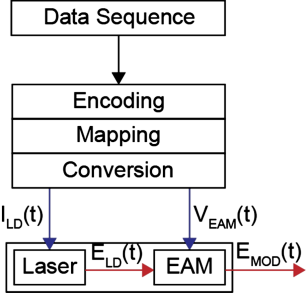 Data Sequence
Encoding
Mapping
Conversion
I_LD(t) V_EAM(t)
E_LD(t) E_MOD(t)
Laser EAM